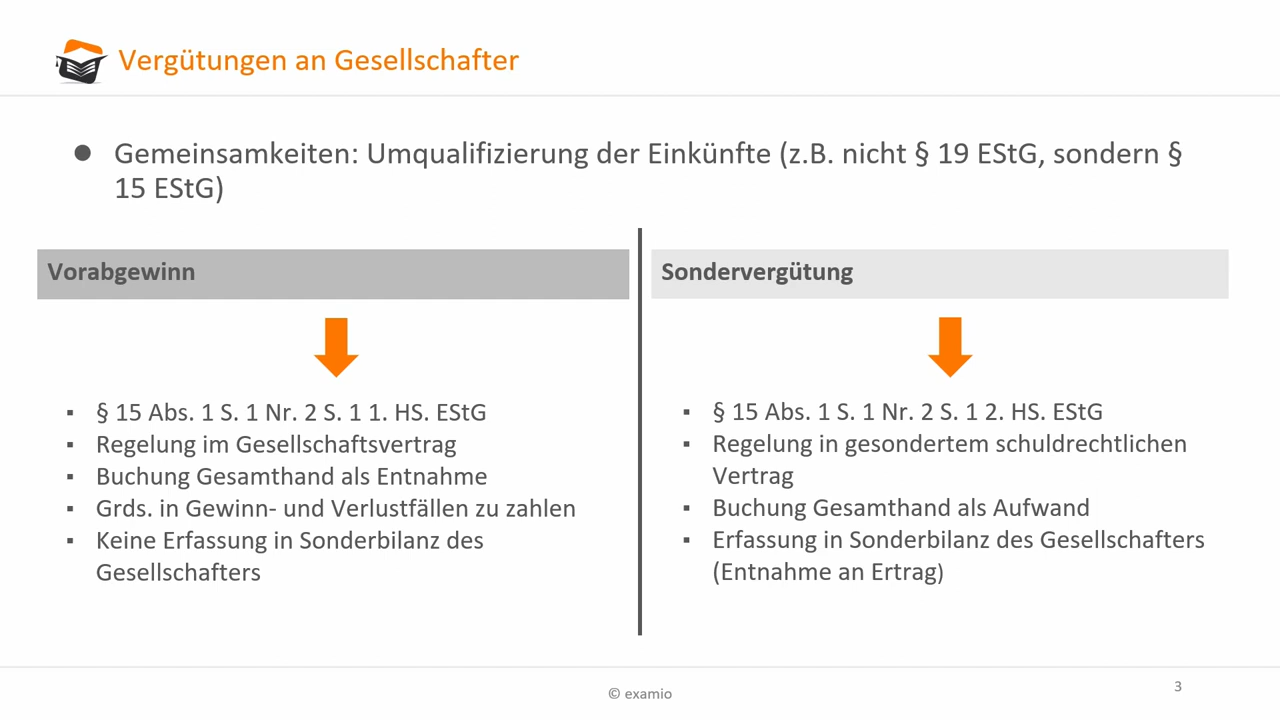 Vergütungen an Gesellschafter
● Gemeinsamkeiten: Umqualifizierung der Einkünfte (z.B. nicht § 19 EStG, sondern §
15 EStG)
Vorabgewinn
▪ § 15 Abs. 1 S. 1 Nr. 2 S. 1 1. HS. EStG
▪ Regelung im Gesellschaftsvertrag
▪ Buchung Gesamthand als Entnahme
▪ Grds. in Gewinn- und Verlustfällen zu zahlen
▪ Keine Erfassung in Sonderbilanz des
Gesellschafters
Sondervergütung
▪ § 15 Abs. 1 S. 1 Nr. 2 S. 1 2. HS. EStG
▪ Regelung in gesondertem schuldrechtlichen
Vertrag
▪ Buchung Gesamthand als Aufwand
▪ Erfassung in Sonderbilanz des Gesellschafters
(Entnahme an Ertrag)
© examio
3